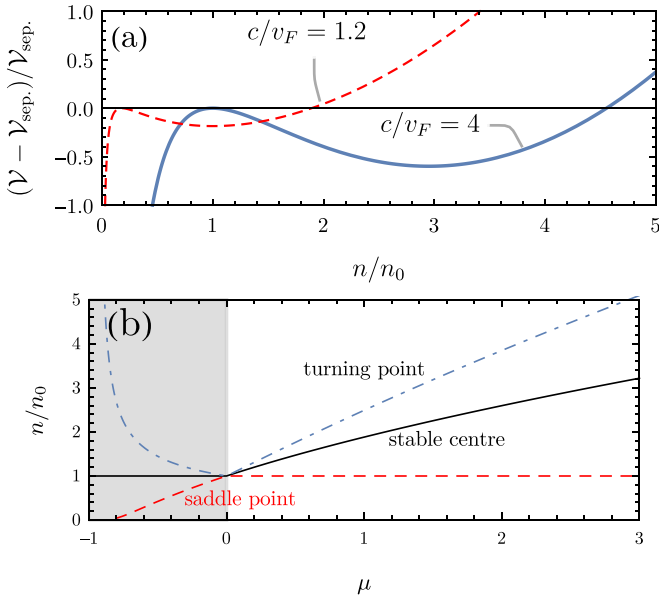 (a)
c/v_F = 1.2
c/v_F = 4
(𝒱 − 𝒱_sep.)/𝒱_sep.
1.0
0.5
0.0
−0.5
−1.0
0 1 2 3 4 5
n/n_0
(b)
turning point
stable centre
saddle point
n/n_0
5
4
3
2
1
0
−1 0 1 2 3
μ